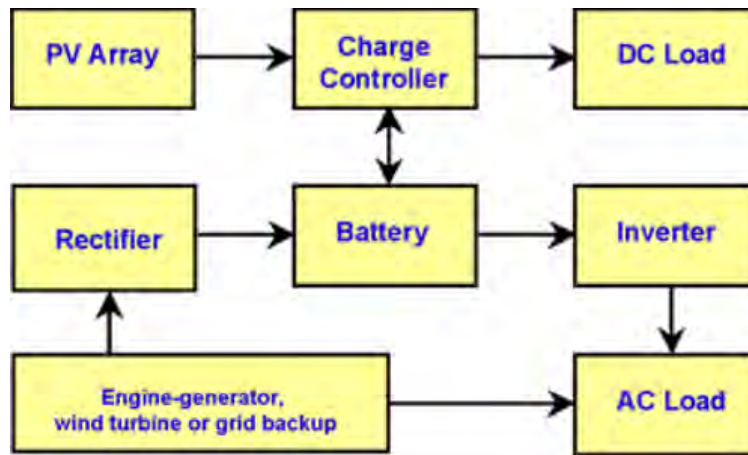 PV Array
Charge
Controller
DC Load
Rectifier
Battery
Inverter
Engine-generator,
wind turbine or grid backup
AC Load